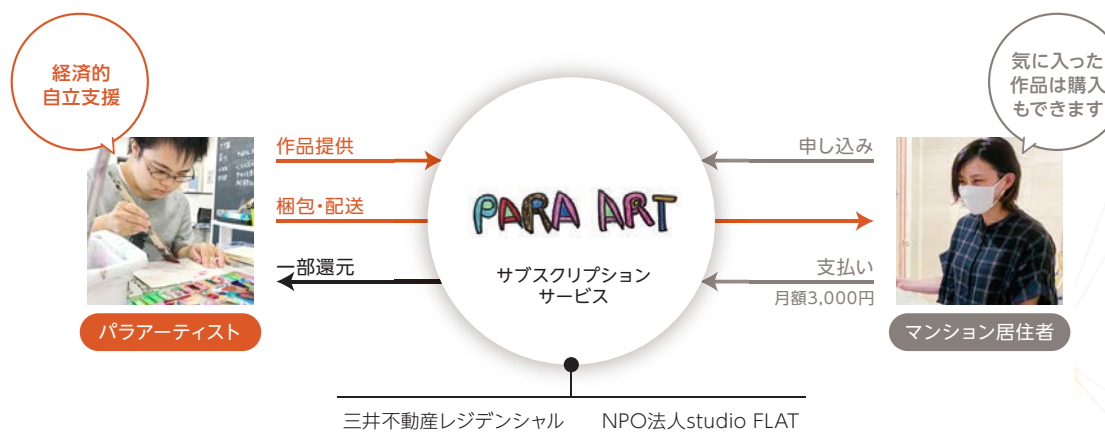 経済的
自立支援
気に入った
作品は購入
もできます
作品提供
申し込み
梱包・配送
PARA ART
一部還元
サブスクリプション
サービス
支払い
月額3,000円
パラアーティスト
マンション居住者
三井不動産レジデンシャル
NPO法人studio FLAT